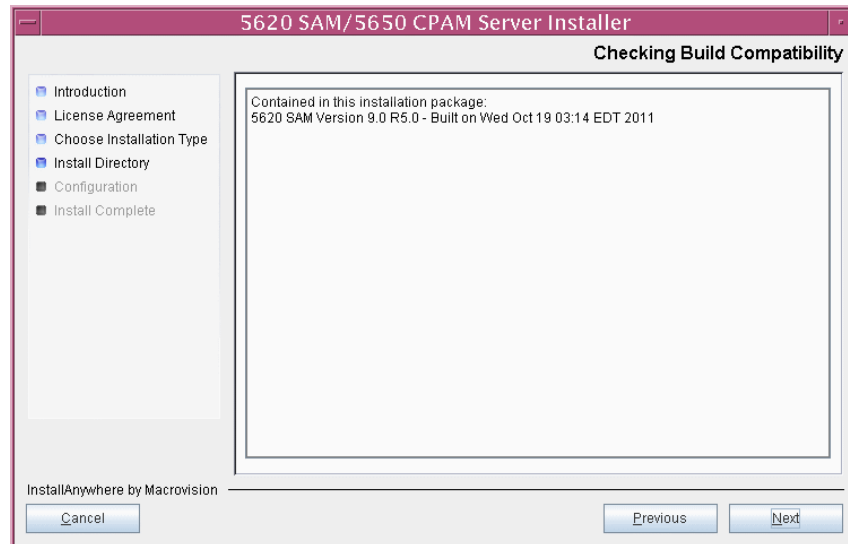 5620 SAM/5650 CPAM Server Installer
Checking Build Compatibility
Introduction
License Agreement
Choose Installation Type
Install Directory
Configuration
Install Complete
Contained in this installation package:
5620 SAM Version 9.0 R5.0 - Built on Wed Oct 19 03:14 EDT 2011
InstallAnywhere by Macrovision
Cancel
Previous
Next